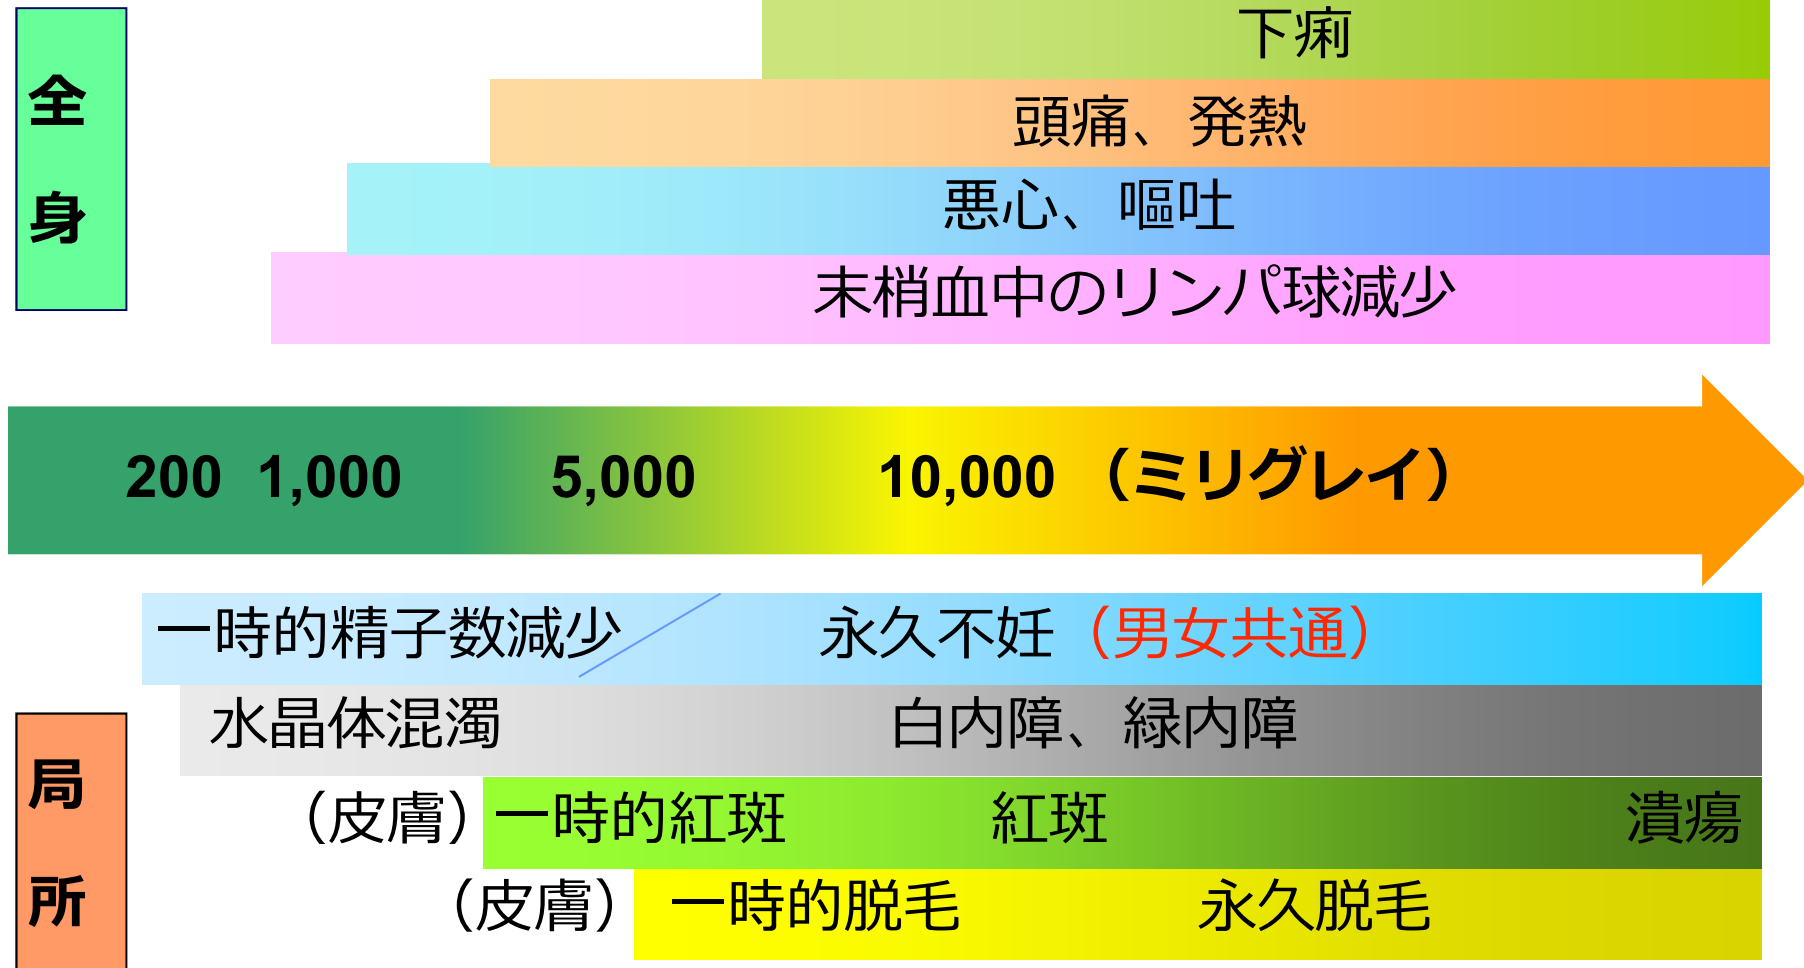 全身
下痢
頭痛、発熱
悪心、嘔吐
末梢血中のリンパ球減少
200 1,000 5,000 10,000 （ミリグレイ）
一時的精子数減少 永久不妊（男女共通）
水晶体混濁 白内障、緑内障
局所
（皮膚）一時的紅斑 紅斑 潰瘍
（皮膚）一時的脱毛 永久脱毛